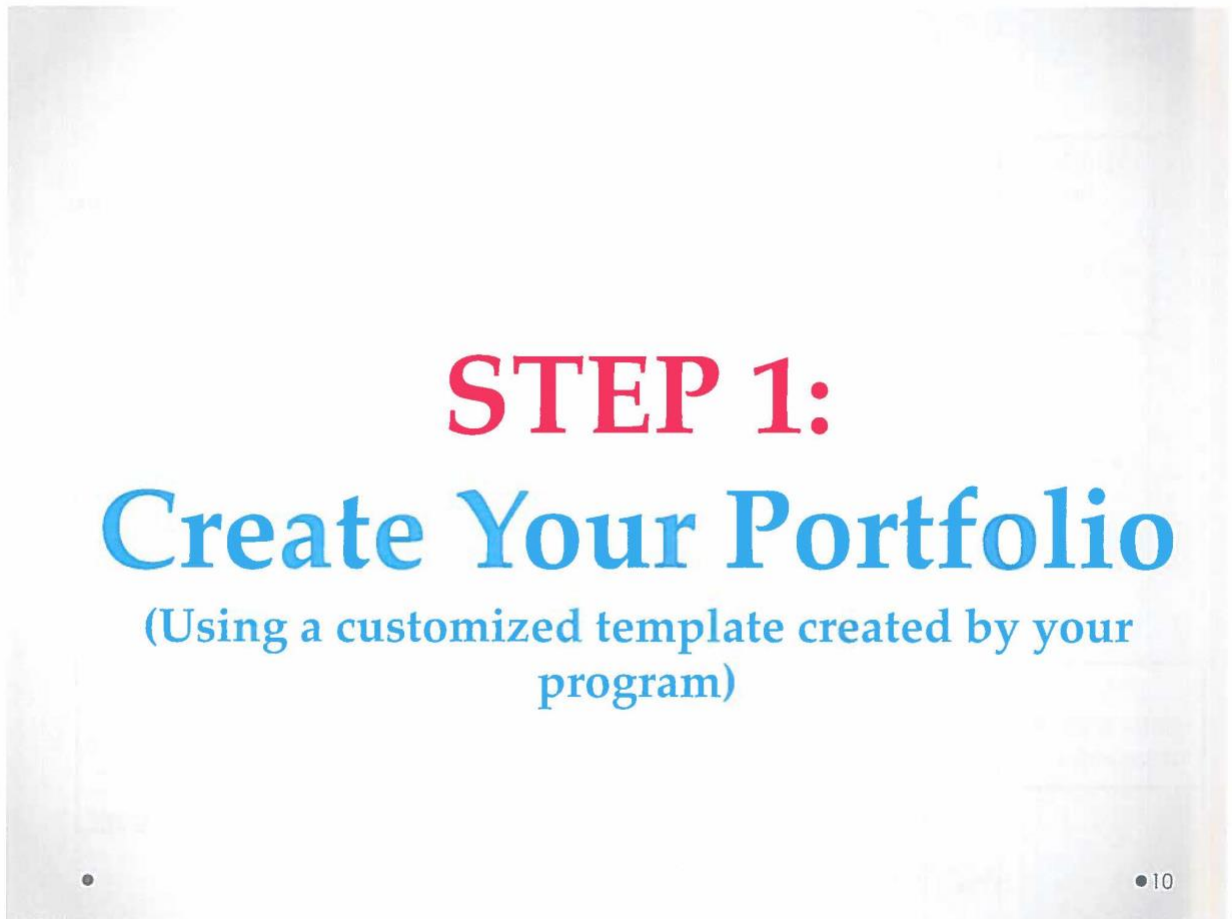 STEP 1:
Create Your Portfolio
(Using a customized template created by your
program)
•
•10